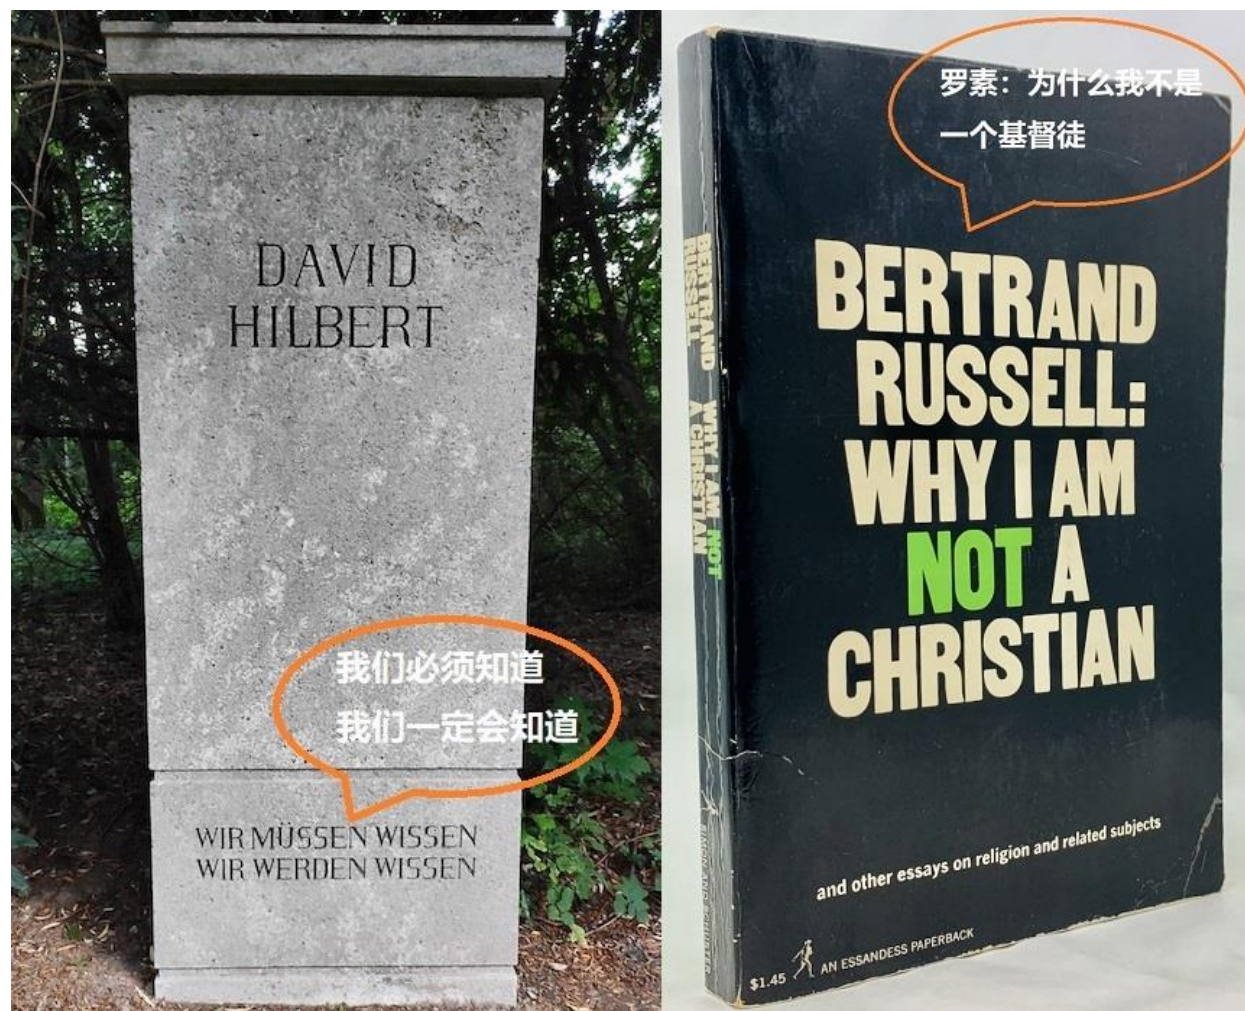 DAVID
HILBERT
我们必须知道
我们一定会知道
WIR MÜSSEN WISSEN
WIR WERDEN WISSEN
罗素：为什么我不是
一个基督徒
BERTRAND
RUSSELL
WHY I AM NOT
A CHRISTIAN
SIMON AND SCHUSTER
BERTRAND
RUSSELL:
WHY I AM
NOT A
CHRISTIAN
and other essays on religion and related subjects
$1.45
AN ESSANDESS PAPERBACK